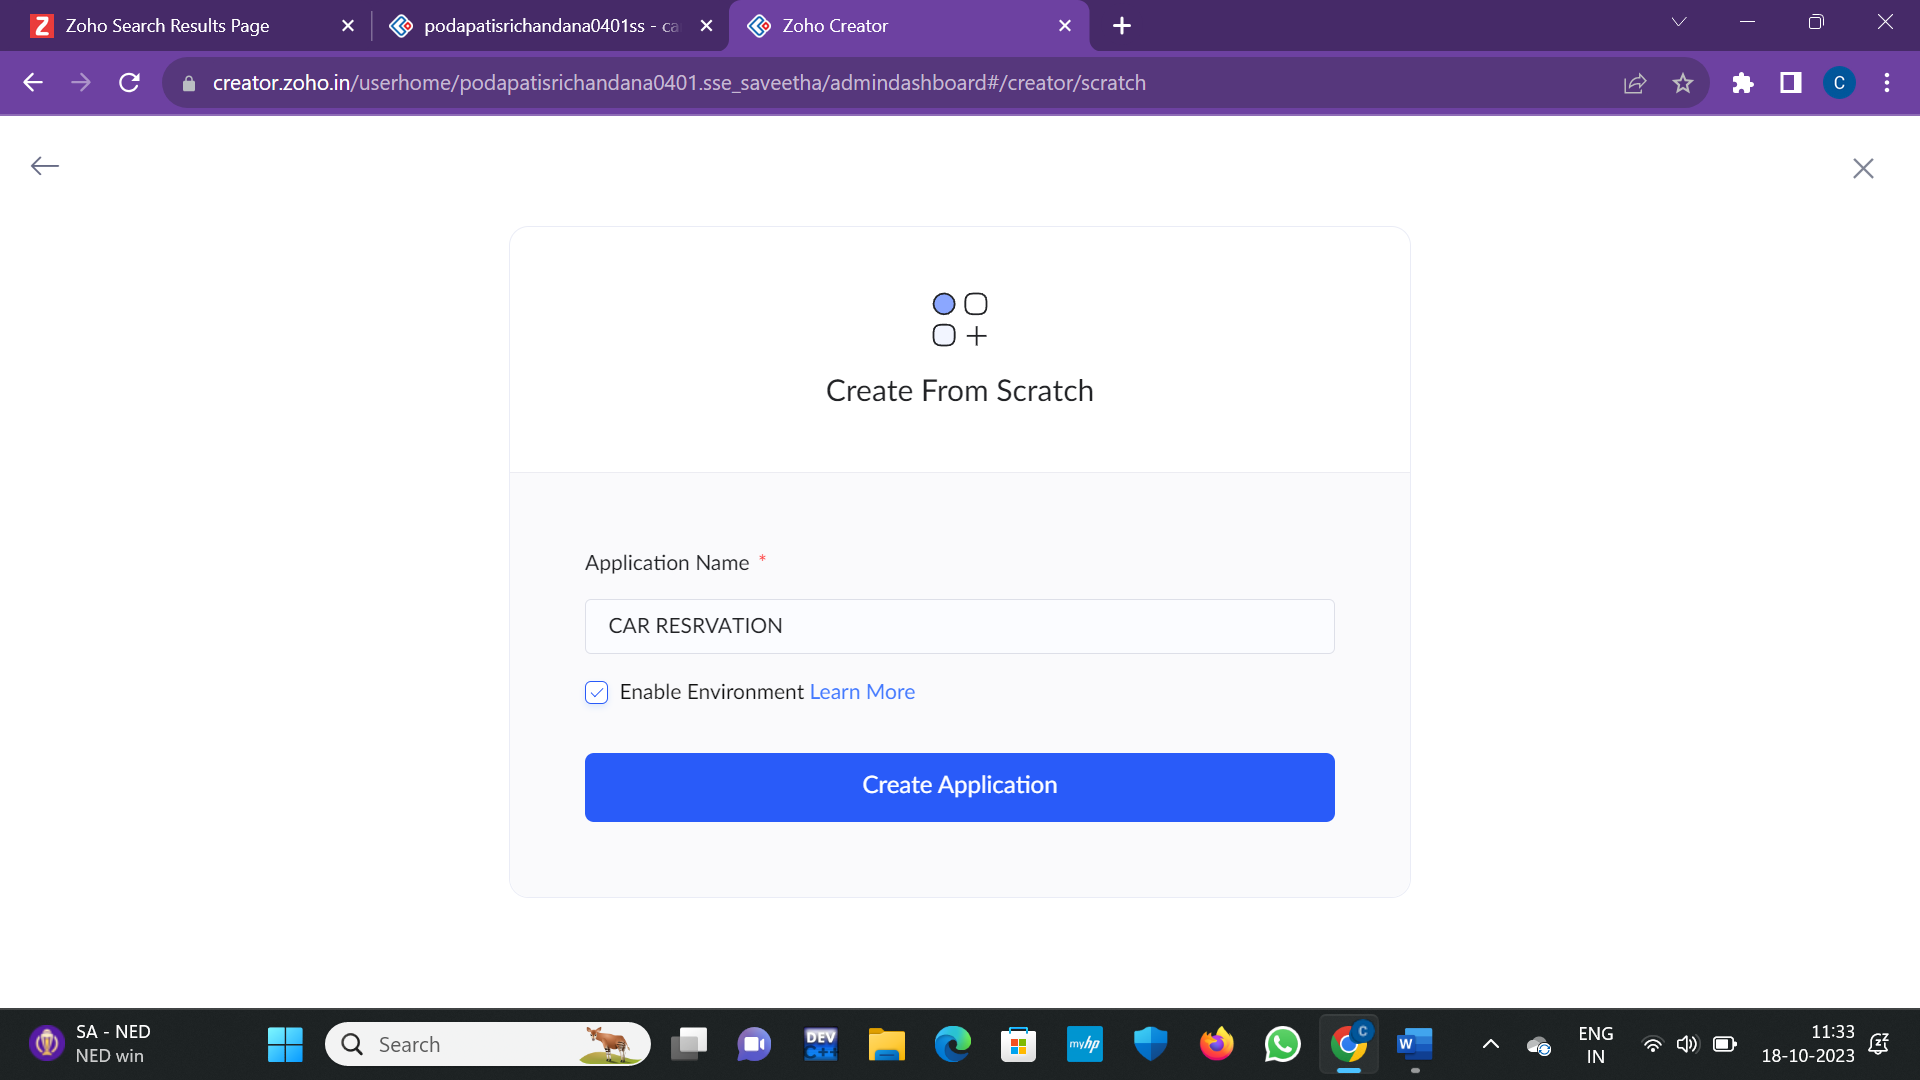 Zoho Search Results Page
podapatisrichandana0401ss - ca
Zoho Creator
creator.zoho.in/userhome/podapatisrichandana0401.sse_saveetha/admindashboard#/creator/scratch
C
Create From Scratch
Application Name *
CAR RESRVATION
Enable Environment Learn More
Create Application
SA - NED
NED win
Search
DEV
C++
myhp
C
W
ENG
IN
11:33
18-10-2023